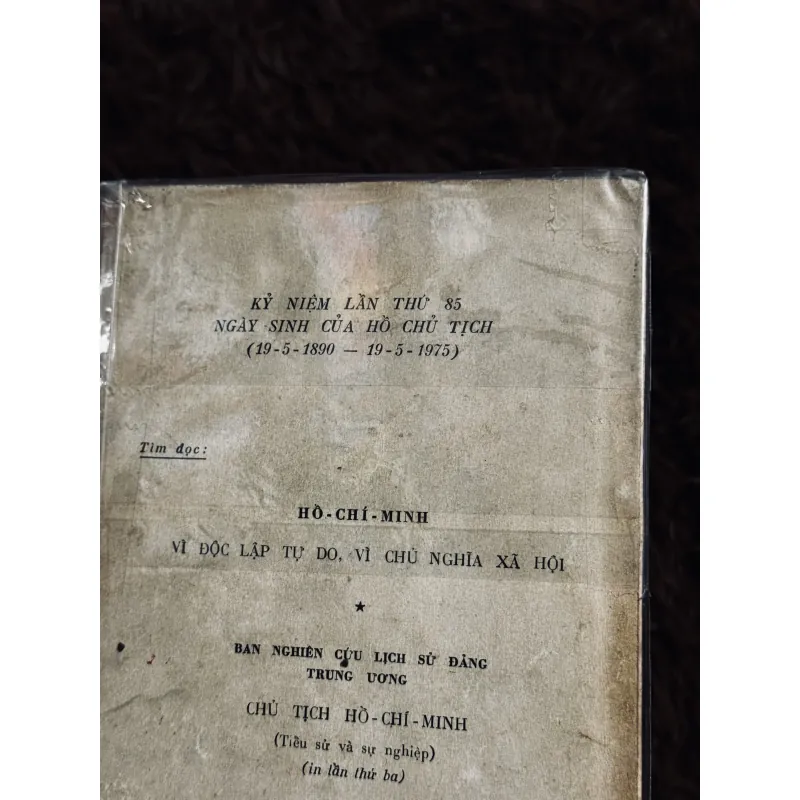 KỶ NIỆM LẦN THỨ 85
NGÀY SINH CỦA HỒ CHỦ TỊCH
(19-5-1890 — 19-5-1975)
Tìm đọc:
HỒ-CHÍ-MINH
VÌ ĐỘC LẬP TỰ DO, VÌ CHỦ NGHĨA XÃ HỘI
★
BAN NGHIÊN CỨU LỊCH SỬ ĐẢNG
TRUNG ƯƠNG
CHỦ TỊCH HỒ-CHÍ-MINH
(Tiểu sử và sự nghiệp)
(in lần thứ ba)